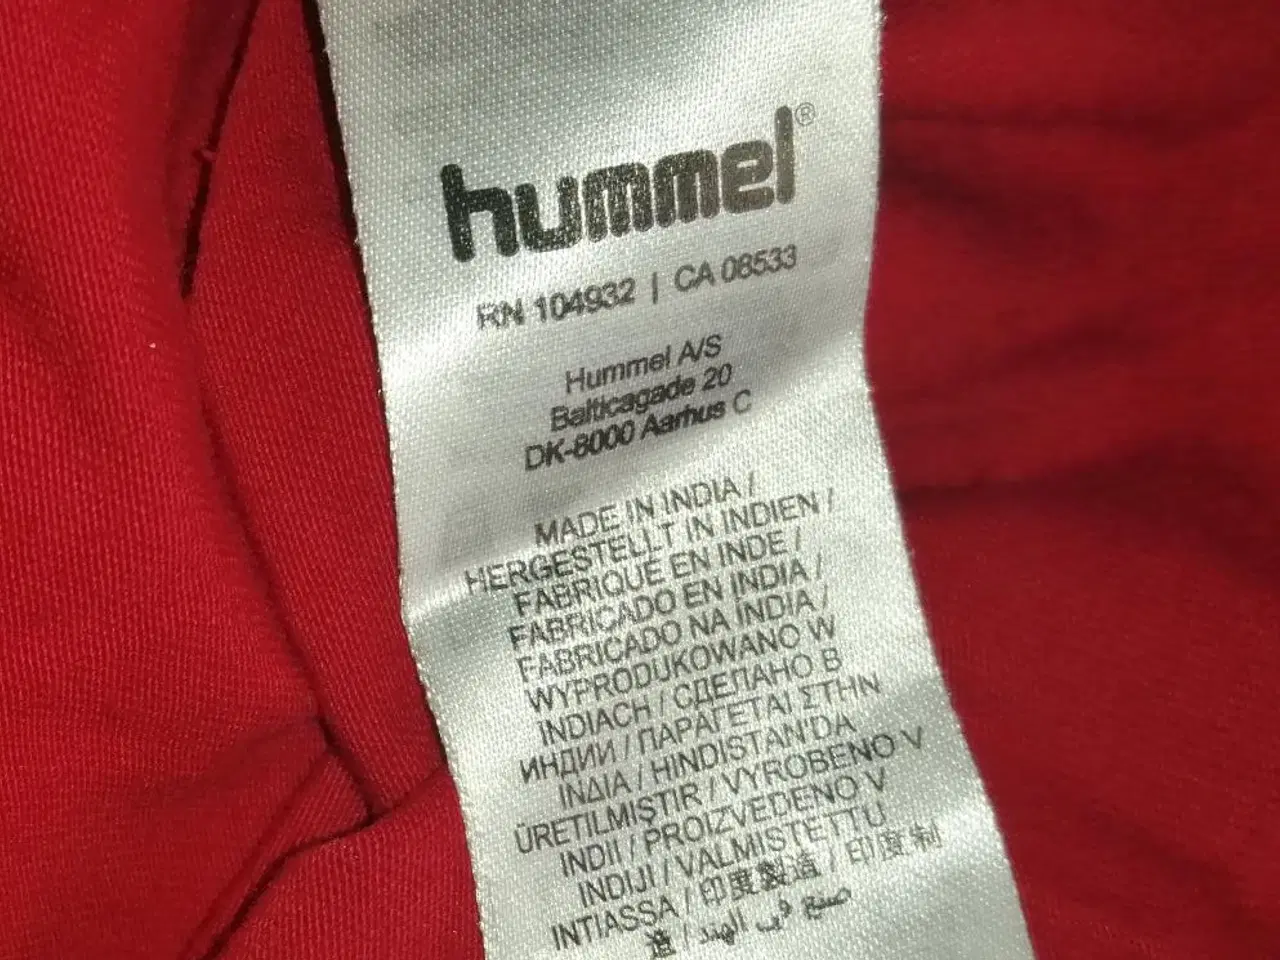 hummel®
RN 104932 | CA 08533
Hummel A/S
Balticagade 20
DK-8000 Aarhus C
MADE IN INDIA /
HERGESTELLT IN INDIEN /
FABRIQUÉ EN INDE /
FABRICADO EN INDIA /
FABRICADO NA ÍNDIA /
WYPRODUKOWANO W
INDIACH / СДЕЛАНО В
ИНДИИ / ΠΑΡΑΓΕΤΑΙ ΣΤΗΝ
ΙΝΔΙΑ / HINDISTAN'DA
ÜRETILMIŞTIR / VYROBENO V
INDII / PROIZVEDENO V
INDIJI / VALMISTETTU
INTIASSA / 印度製造 / 印度制
造 / صنع في الهند